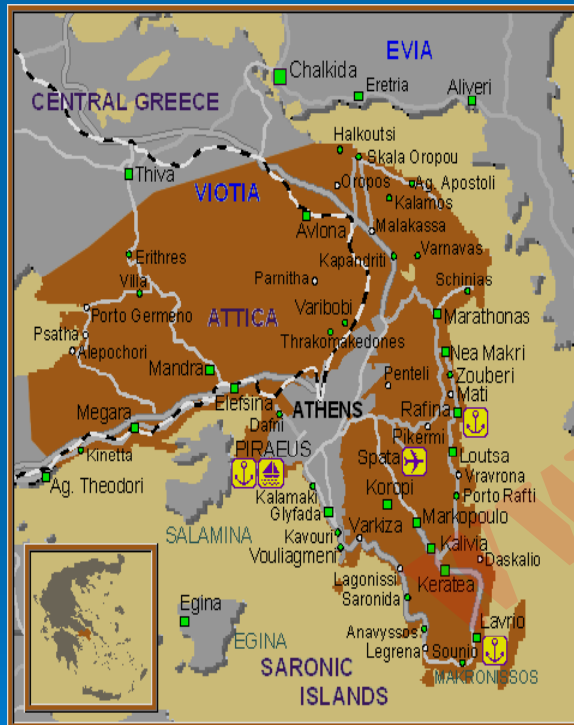 EVIA
Chalkida
Eretria
Aliveri
CENTRAL GREECE
Halkoutsi
Skala Oropou
Thiva
Oropos
Ag. Apostoli
VIOTIA
Kalamos
Avlona
Malakassa
Erithres
Kapandriti
Varnavas
Vilia
Parnitha
Schinias
Porto Germeno
ATTICA
Varibobi
Marathonas
Psatha
Thrakomakedones
Alepochori
Nea Makri
Mandra
Penteli
Zouberi
Mati
Elefsina
ATHENS
Rafina
Megara
Dafni
Pikermi
PIRAEUS
Kinetta
Spata
Loutsa
Ag. Theodori
Vravrona
Kalamaki
Koropi
Porto Rafti
Glyfada
Markopoulo
SALAMINA
Kavouri
Varkiza
Vouliagmeni
Kalivia
Daskalio
Lagonissi
Keratea
Saronida
Egina
Anavyssos
Lavrio
EGINA
Legrena
Sounio
SARONIC
ISLANDS
MAKRONISSOS